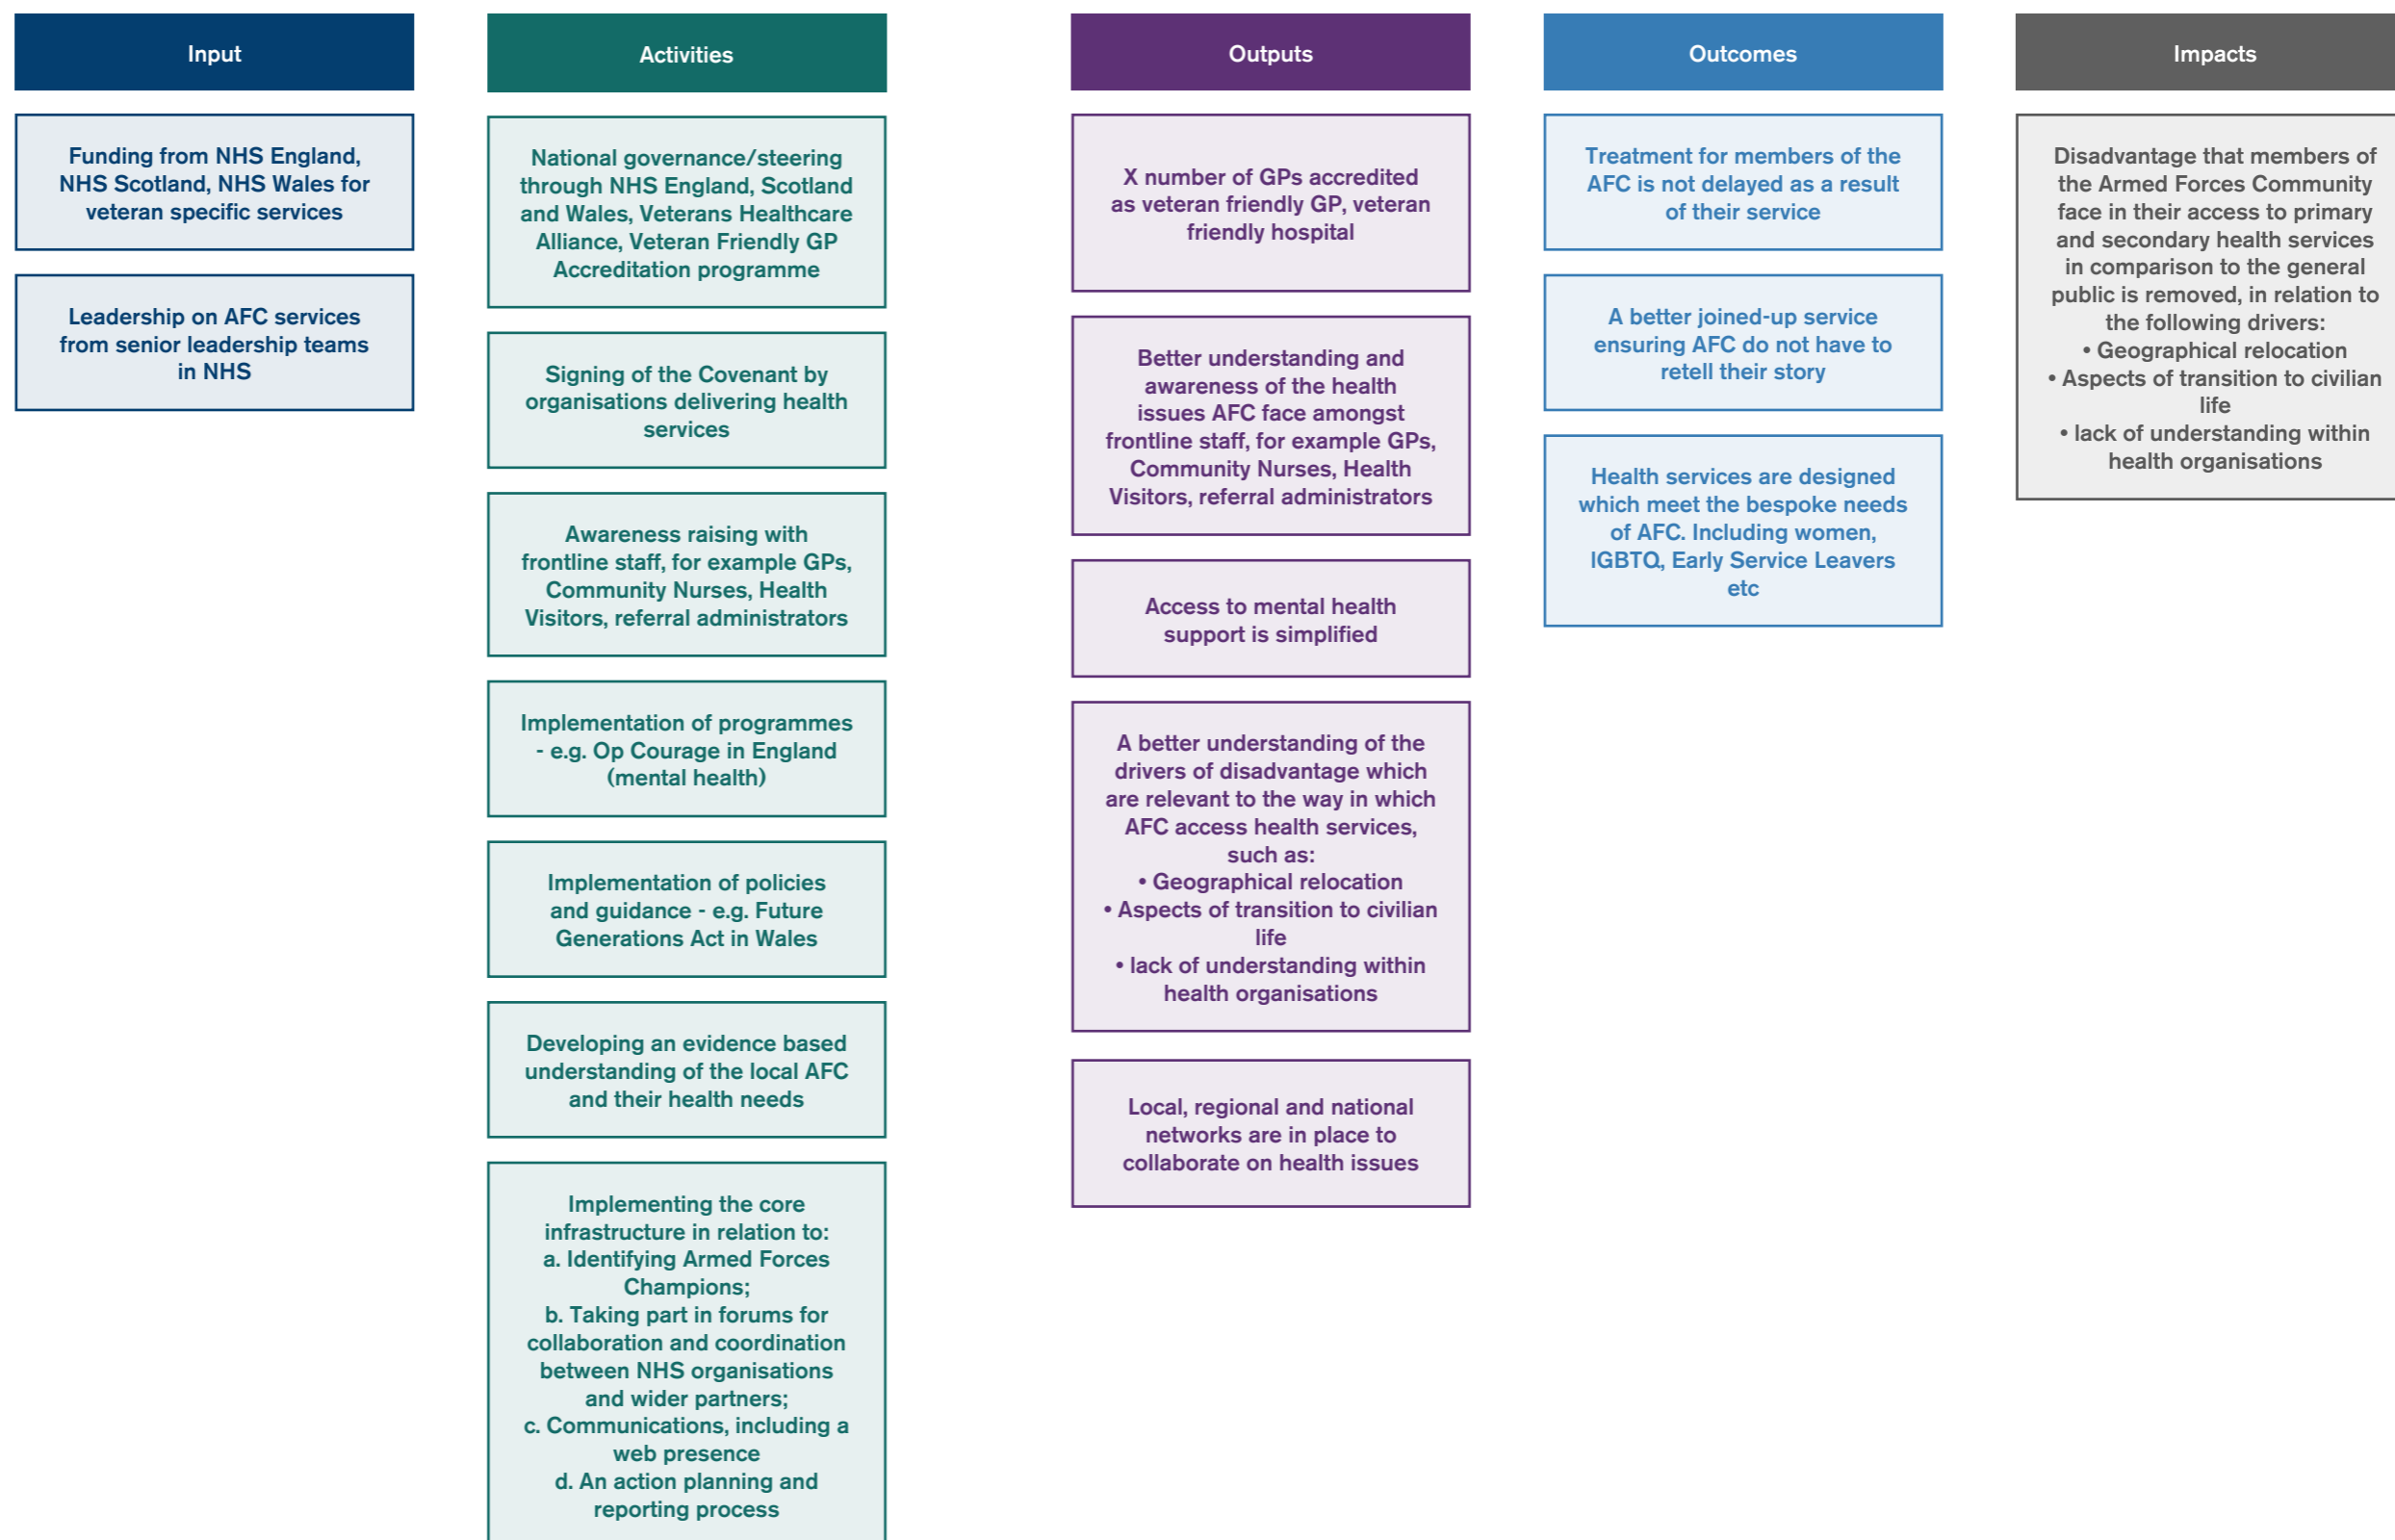 Input
Funding from NHS England,
NHS Scotland, NHS Wales for
veteran specific services
Leadership on AFC services
from senior leadership teams
in NHS
Activities
National governance/steering
through NHS England, Scotland
and Wales, Veterans Healthcare
Alliance, Veteran Friendly GP
Accreditation programme
Signing of the Covenant by
organisations delivering health
services
Awareness raising with
frontline staff, for example GPs,
Community Nurses, Health
Visitors, referral administrators
Implementation of programmes
- e.g. Op Courage in England
(mental health)
Implementation of policies
and guidance - e.g. Future
Generations Act in Wales
Developing an evidence based
understanding of the local AFC
and their health needs
Implementing the core
infrastructure in relation to:
a. Identifying Armed Forces
Champions;
b. Taking part in forums for
collaboration and coordination
between NHS organisations
and wider partners;
c. Communications, including a
web presence
d. An action planning and
reporting process
Outputs
X number of GPs accredited
as veteran friendly GP, veteran
friendly hospital
Better understanding and
awareness of the health
issues AFC face amongst
frontline staff, for example GPs,
Community Nurses, Health
Visitors, referral administrators
Access to mental health
support is simplified
A better understanding of the
drivers of disadvantage which
are relevant to the way in which
AFC access health services,
such as:
• Geographical relocation
• Aspects of transition to civilian
life
• lack of understanding within
health organisations
Local, regional and national
networks are in place to
collaborate on health issues
Outcomes
Treatment for members of the
AFC is not delayed as a result
of their service
A better joined-up service
ensuring AFC do not have to
retell their story
Health services are designed
which meet the bespoke needs
of AFC. Including women,
lGBTQ, Early Service Leavers
etc
Impacts
Disadvantage that members of
the Armed Forces Community
face in their access to primary
and secondary health services
in comparison to the general
public is removed, in relation to
the following drivers:
• Geographical relocation
• Aspects of transition to civilian
life
• lack of understanding within
health organisations